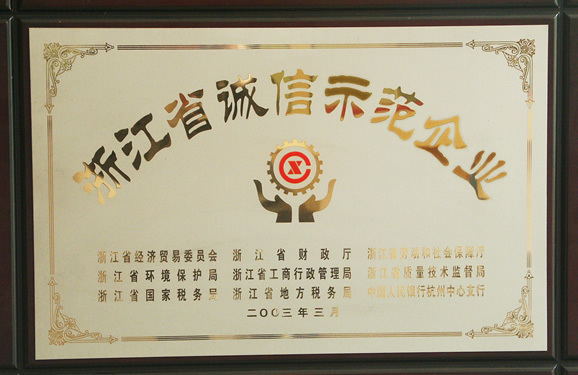 浙江省诚信示范企业
X
浙江省经济贸易委员会 浙江省财政厅 浙江省劳动和社会保障厅
浙江省环境保护局 浙江省工商行政管理局 浙江省质量技术监督局
浙江省国家税务局 浙江省地方税务局 中国人民银行杭州中心支行
二〇〇三年三月